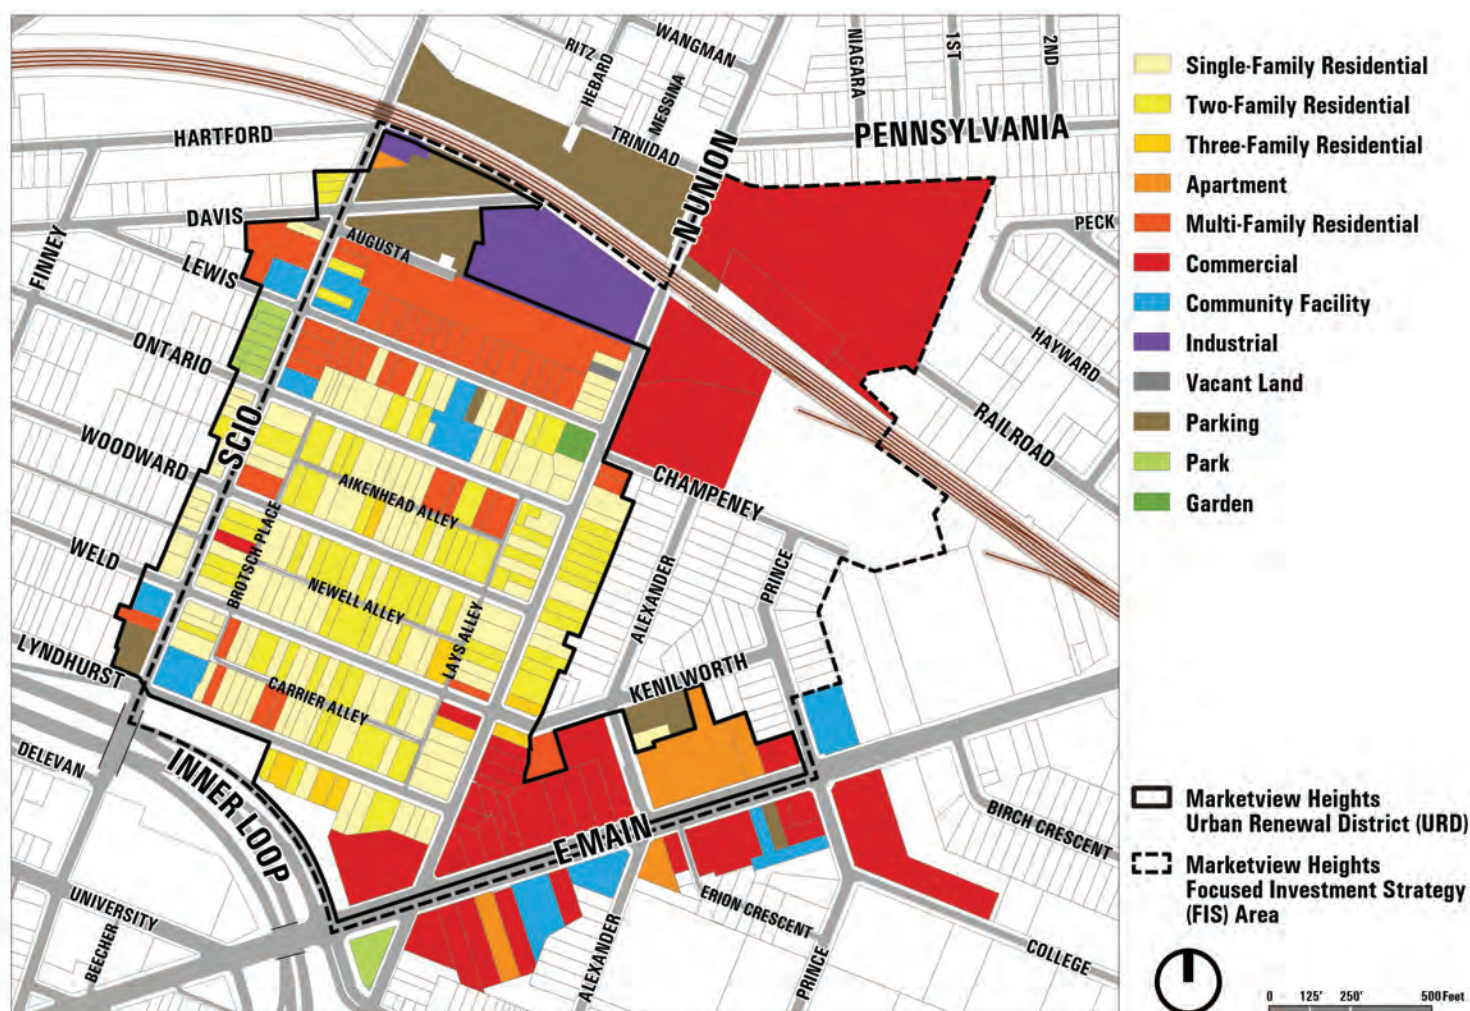 RITZ
WANGMAN
HEBARD
MESSINA
TRINIDAD
NIAGARA
1ST
2ND
PENNSYLVANIA
HARTFORD
N UNION
DAVIS
AUGUSTA
PECK
FINNEY
LEWIS
ONTARIO
HAYWARD
SCIO
WOODWARD
RAILROAD
AIKENHEAD ALLEY
CHAMPENEY
BROTSCH PLACE
WELD
NEWELL ALLEY
LAYS ALLEY
ALEXANDER
PRINCE
LYNDHURST
CARRIER ALLEY
KENILWORTH
DELEVAN
INNER LOOP
E MAIN
BIRCH CRESCENT
UNIVERSITY
BEECHER
ERION CRESCENT
ALEXANDER
PRINCE
COLLEGE
Single-Family Residential
Two-Family Residential
Three-Family Residential
Apartment
Multi-Family Residential
Commercial
Community Facility
Industrial
Vacant Land
Parking
Park
Garden
Marketview Heights
Urban Renewal District (URD)
Marketview Heights
Focused Investment Strategy
(FIS) Area
0 125' 250' 500 Feet